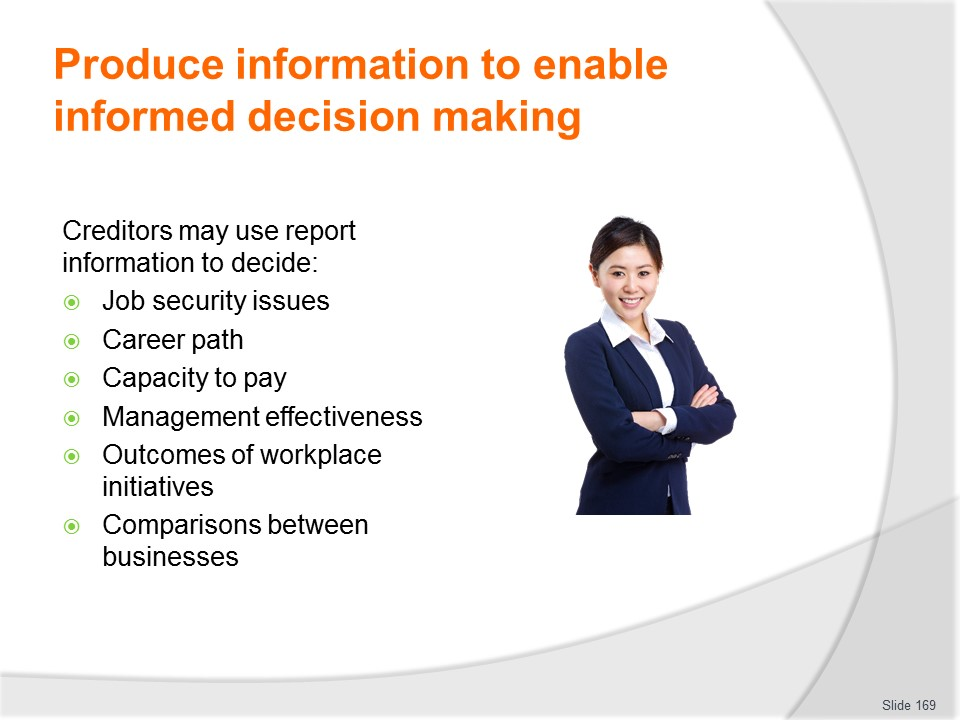 Produce information to enable
informed decision making
Creditors may use report
information to decide:
Job security issues
Career path
Capacity to pay
Management effectiveness
Outcomes of workplace
initiatives
Comparisons between
businesses
Slide 169